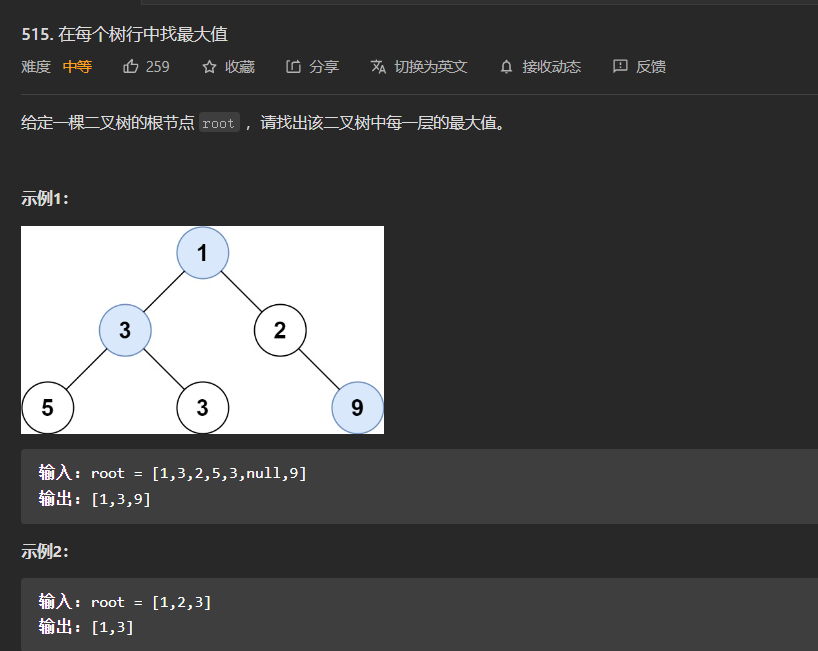 515. 在每个树行中找最大值
难度 中等 259 收藏 分享 切换为英文 接收动态 反馈
给定一棵二叉树的根节点 root ，请找出该二叉树中每一层的最大值。
示例1：
1
3 2
5 3 9
输入：root = [1,3,2,5,3,null,9]
输出：[1,3,9]
示例2：
输入：root = [1,2,3]
输出：[1,3]